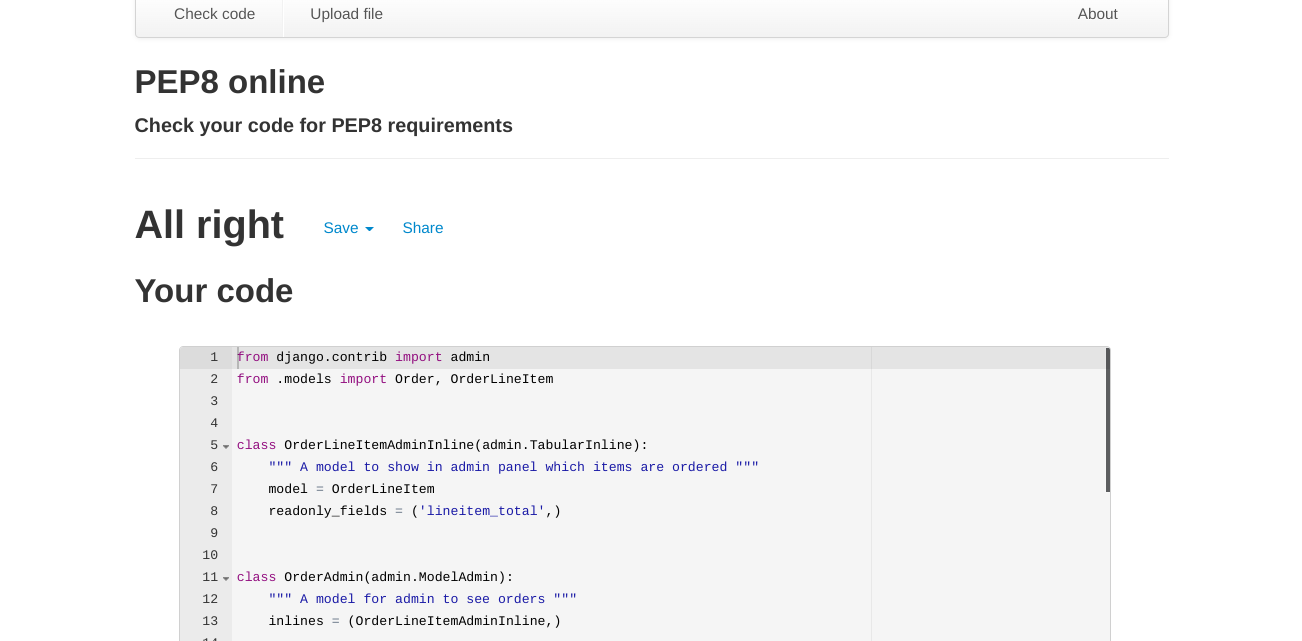 Check code
Upload file
About
PEP8 online
Check your code for PEP8 requirements
All right
Save
Share
Your code
1 from django.contrib import admin
2 from .models import Order, OrderLineItem
3
4
5 class OrderLineItemAdminInline(admin.TabularInline):
6     """ A model to show in admin panel which items are ordered """
7     model = OrderLineItem
8     readonly_fields = ('lineitem_total',)
9
10
11 class OrderAdmin(admin.ModelAdmin):
12     """ A model for admin to see orders """
13     inlines = (OrderLineItemAdminInline,)